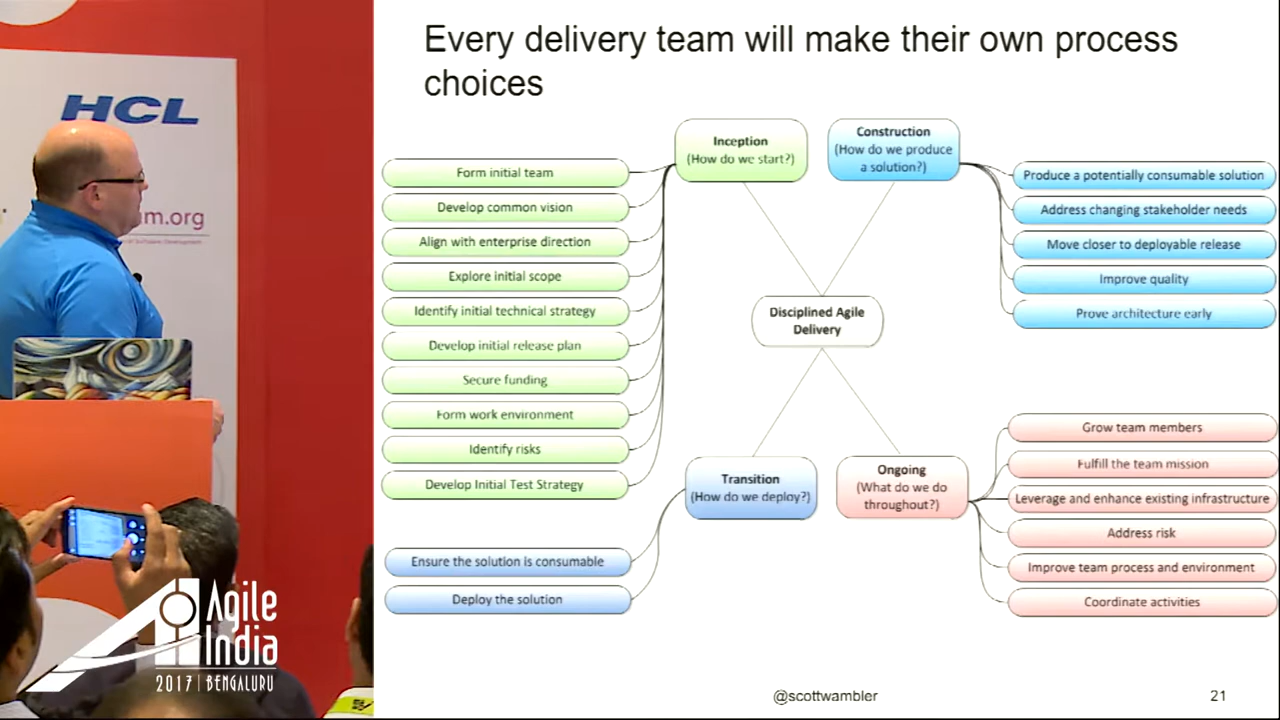 Every delivery team will make their own process
choices
HCL
m.org
Inception
(How do we start?)
Construction
(How do we produce
a solution?)
Form initial team
Develop common vision
Align with enterprise direction
Explore initial scope
Identify initial technical strategy
Develop initial release plan
Secure funding
Form work environment
Identify risks
Develop Initial Test Strategy
Produce a potentially consumable solution
Address changing stakeholder needs
Move closer to deployable release
Improve quality
Prove architecture early
Disciplined Agile
Delivery
Transition
(How do we deploy?)
Ongoing
(What do we do
throughout?)
Ensure the solution is consumable
Deploy the solution
Grow team members
Fulfill the team mission
Leverage and enhance existing infrastructure
Address risk
Improve team process and environment
Coordinate activities
Agile
India
2017 | BENGALURU
@scottwambler
21